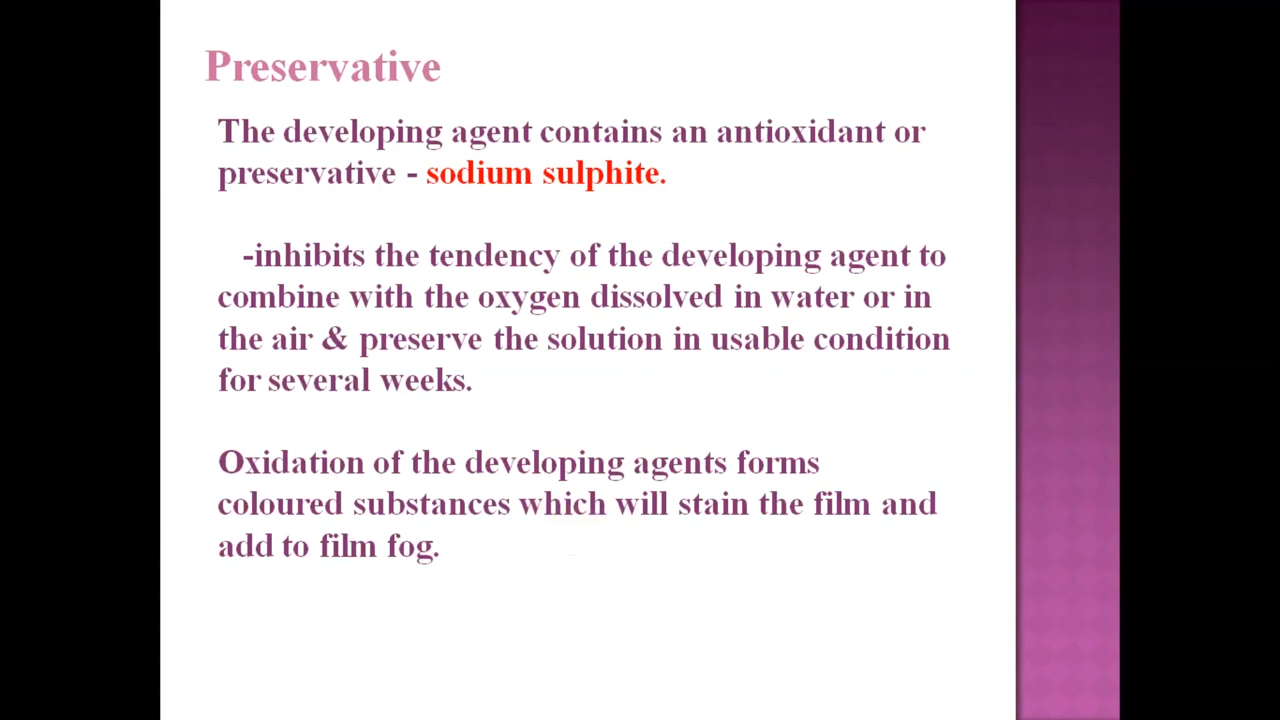 Preservative
The developing agent contains an antioxidant or
preservative - sodium sulphite.
-inhibits the tendency of the developing agent to
combine with the oxygen dissolved in water or in
the air & preserve the solution in usable condition
for several weeks.
Oxidation of the developing agents forms
coloured substances which will stain the film and
add to film fog.